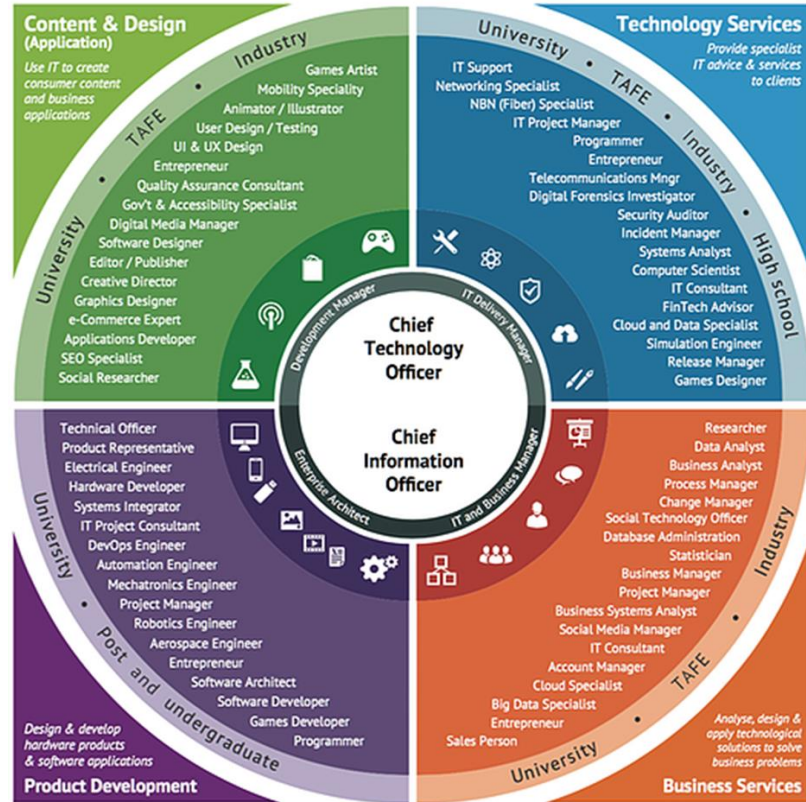 Content & Design
(Application)
Use IT to create
consumer content
and business
applications
University • TAFE • Industry
Games Artist
Mobility Speciality
Animator / Illustrator
User Design / Testing
UI & UX Design
Entrepreneur
Quality Assurance Consultant
Gov't & Accessibility Specialist
Digital Media Manager
Software Designer
Editor / Publisher
Creative Director
Graphics Designer
e-Commerce Expert
Applications Developer
SEO Specialist
Social Researcher
Development Manager
Technology Services
Provide specialist
IT advice & services
to clients
University • TAFE • Industry • High school
IT Support
Networking Specialist
NBN (Fiber) Specialist
IT Project Manager
Programmer
Entrepreneur
Telecommunications Mngr
Digital Forensics Investigator
Security Auditor
Incident Manager
Systems Analyst
Computer Scientist
IT Consultant
FinTech Advisor
Cloud and Data Specialist
Simulation Engineer
Release Manager
Games Designer
IT Delivery Manager
Chief
Technology
Officer
Chief
Information
Officer
Technical Officer
Product Representative
Electrical Engineer
Hardware Developer
Systems Integrator
IT Project Consultant
DevOps Engineer
Automation Engineer
Mechatronics Engineer
Project Manager
Robotics Engineer
Aerospace Engineer
Entrepreneur
Software Architect
Software Developer
Games Developer
Programmer
Enterprise Architect
University • Post and undergraduate
Design & develop
hardware products
& software applications
Product Development
Researcher
Data Analyst
Business Analyst
Process Manager
Change Manager
Social Technology Officer
Database Administration
Statistician
Business Manager
Project Manager
Business Systems Analyst
Social Media Manager
IT Consultant
Account Manager
Cloud Specialist
Big Data Specialist
Entrepreneur
Sales Person
IT and Business Manager
University • TAFE • Industry
Analyse, design &
apply technological
solutions to solve
business problems
Business Services